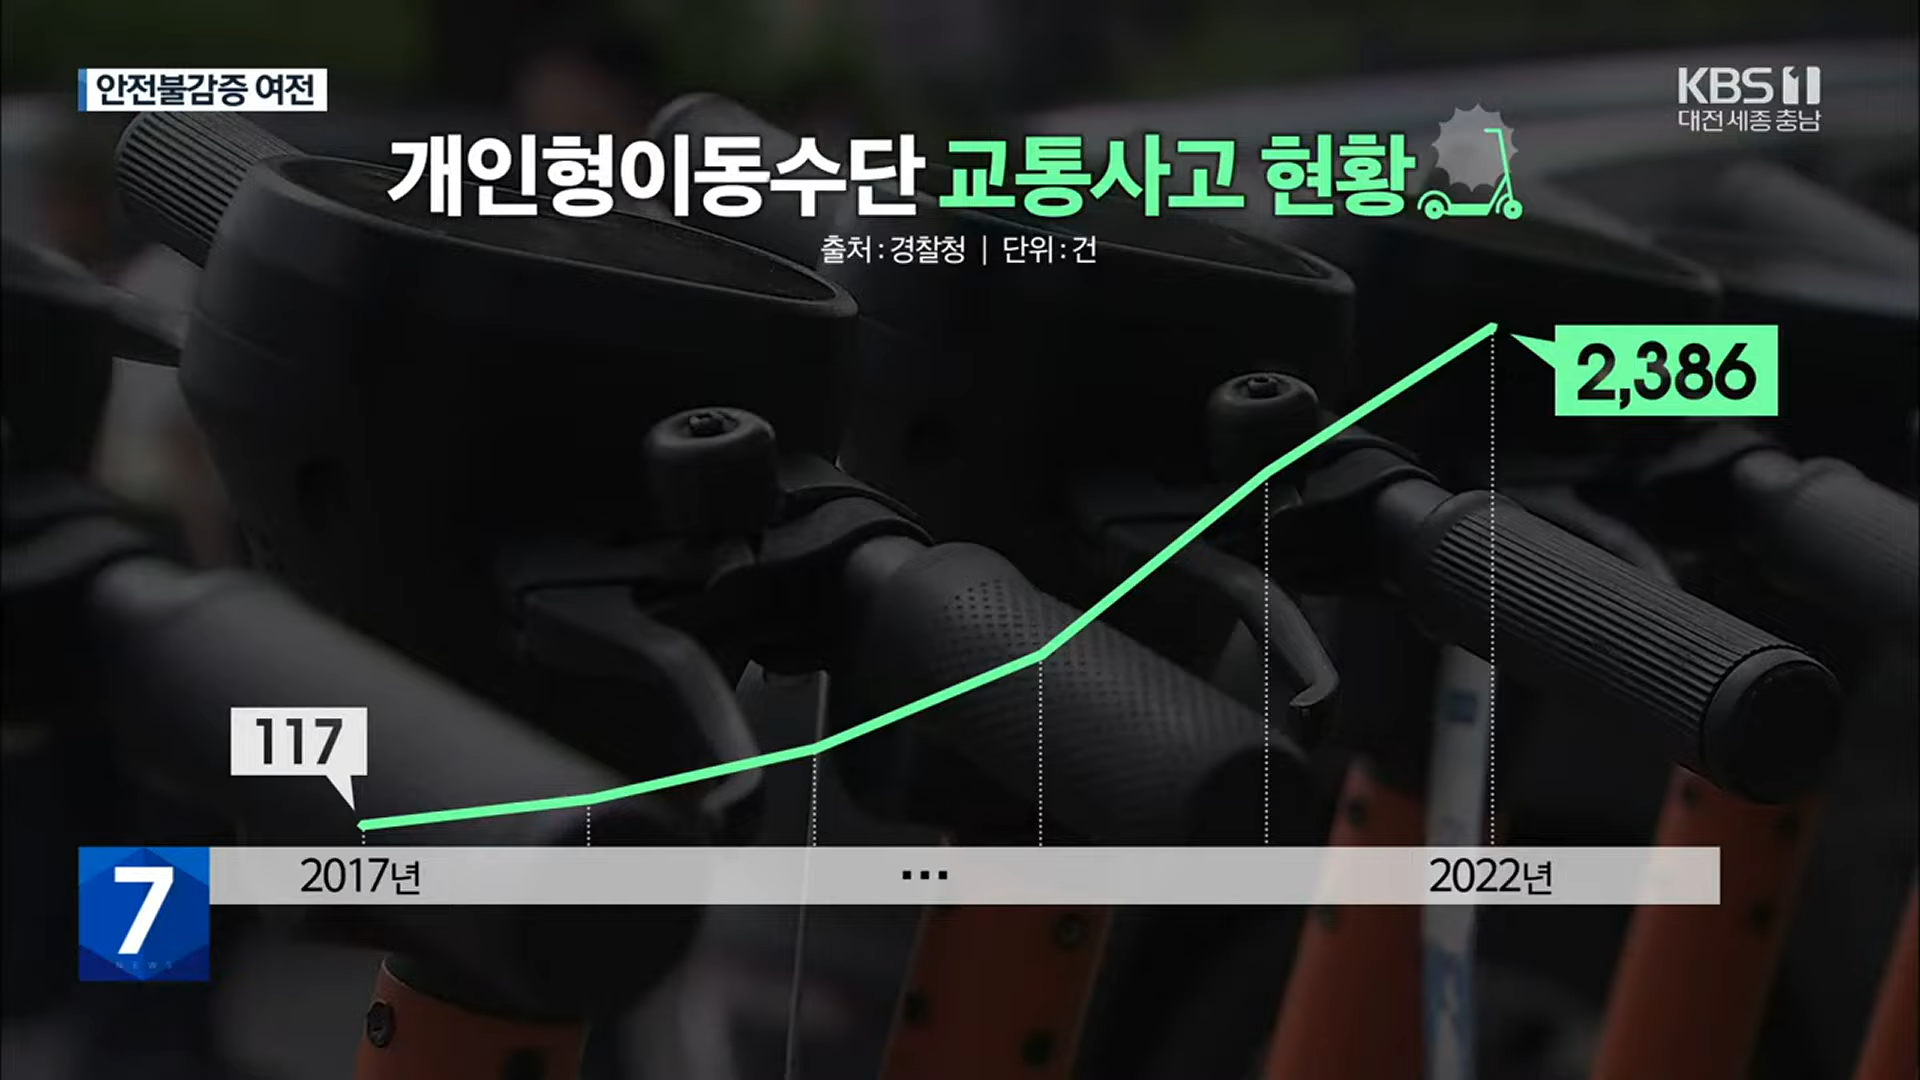 안전불감증 여전
KBS 1
대전 세종 충남
개인형이동수단 교통사고 현황
출처 : 경찰청 | 단위 : 건
2,386
117
2017년 ... 2022년
7
NEWS